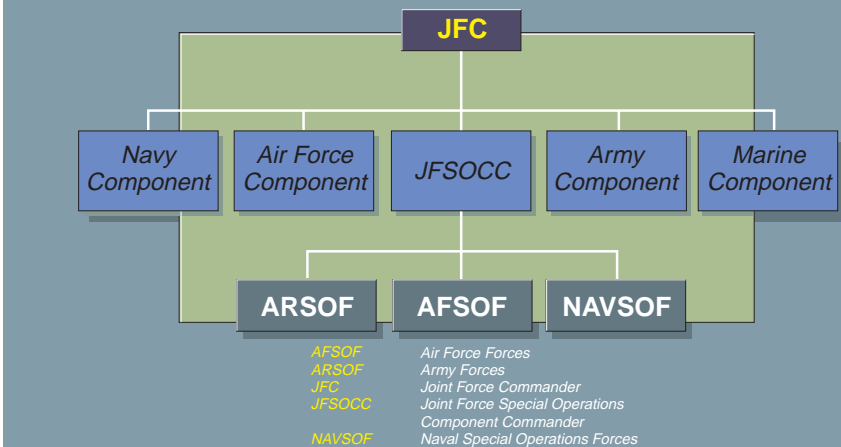 JFC
Navy
Component
Air Force
Component
JFSOCC
Army
Component
Marine
Component
ARSOF
AFSOF
NAVSOF
AFSOF Air Force Forces
ARSOF Army Forces
JFC Joint Force Commander
JFSOCC Joint Force Special Operations
Component Commander
NAVSOF Naval Special Operations Forces